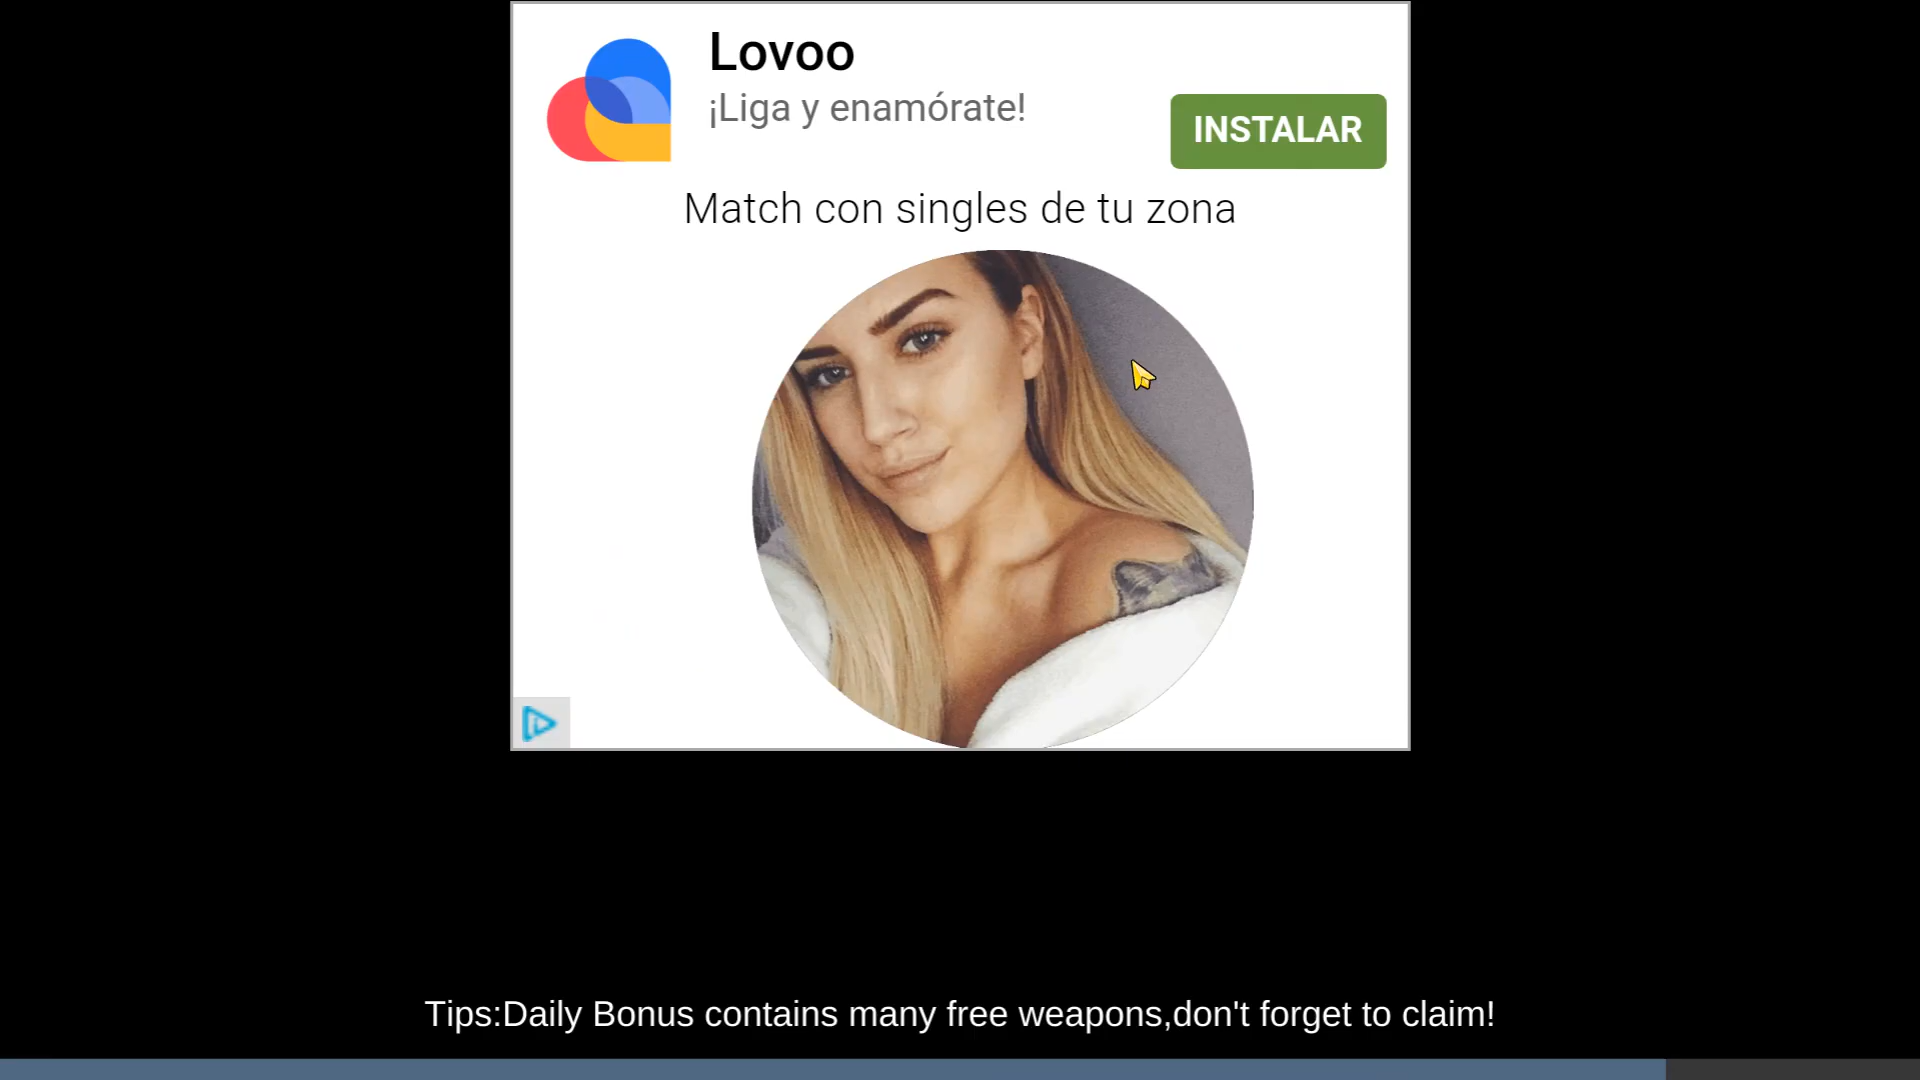 Lovoo
¡Liga y enamórate!
INSTALAR
Match con singles de tu zona
Tips:Daily Bonus contains many free weapons,don't forget to claim!